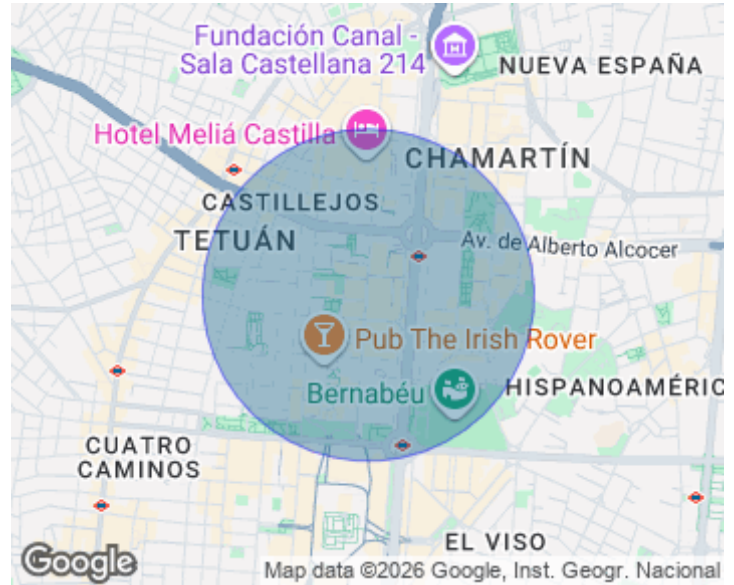 Fundación Canal -
Sala Castellana 214
NUEVA ESPAÑA
Hotel Meliá Castilla
CHAMARTÍN
CASTILLEJOS
TETUÁN
Av. de Alberto Alcocer
Pub The Irish Rover
Bernabéu
HISPANOAMÉRIC
CUATRO
CAMINOS
EL VISO
Google
Map data ©2026 Google, Inst. Geogr. Nacional